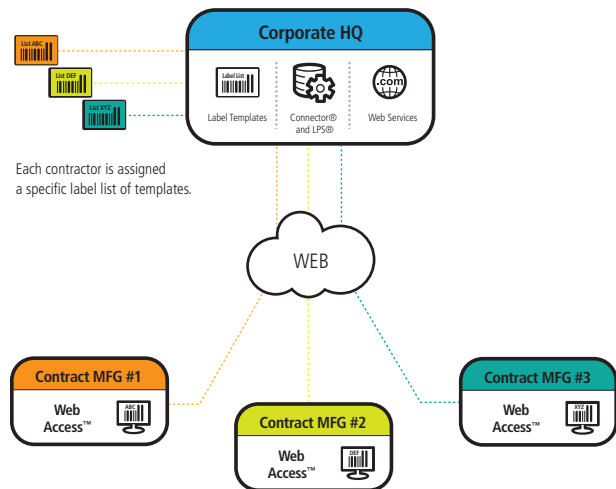 Corporate HQ
List ABC
List DEF
List XYZ
Label List
.com
Label Templates
Connector®
and LPS®
Web Services
Each contractor is assigned
a specific label list of templates.
WEB
Contract MFG #1
Web
Access™
ABC
Contract MFG #2
Web
Access™
DEF
Contract MFG #3
Web
Access™
XYZ